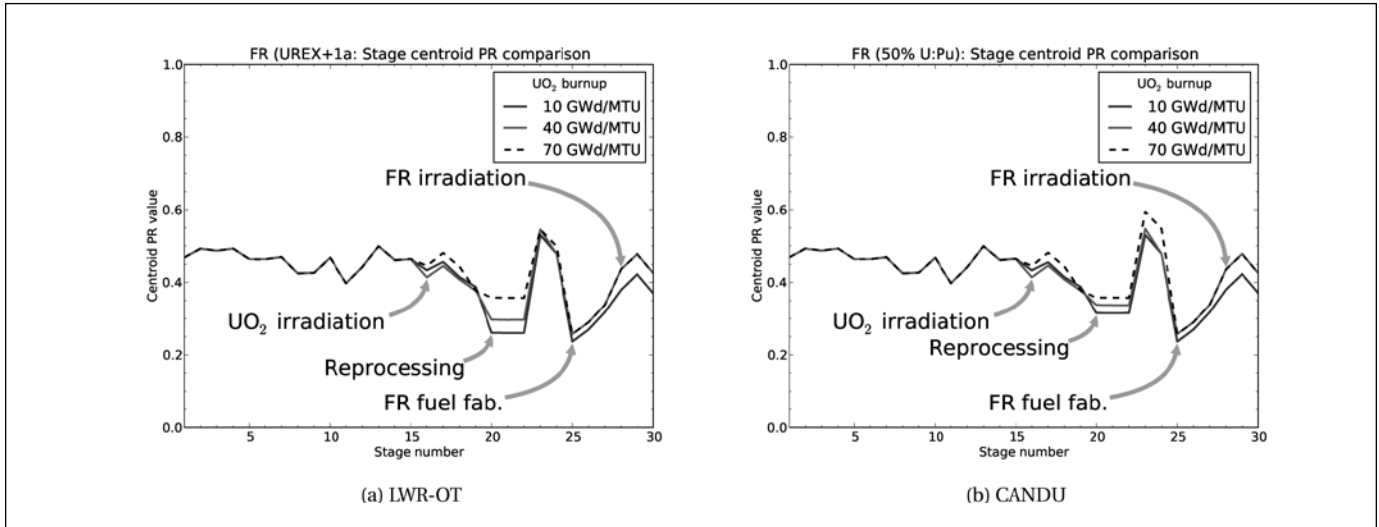 FR (UREX+1a: Stage centroid PR comparison
1.0
0.8
0.6
0.4
0.2
0.0
Centroid PR value
UO₂ burnup
10 GWd/MTU
40 GWd/MTU
70 GWd/MTU
FR irradiation
UO₂ irradiation
Reprocessing
FR fuel fab.
5 10 15 20 25 30
Stage number
(a) LWR-OT
FR (50% U:Pu): Stage centroid PR comparison
1.0
0.8
0.6
0.4
0.2
0.0
Centroid PR value
UO₂ burnup
10 GWd/MTU
40 GWd/MTU
70 GWd/MTU
FR irradiation
UO₂ irradiation
Reprocessing
FR fuel fab.
5 10 15 20 25 30
Stage number
(b) CANDU